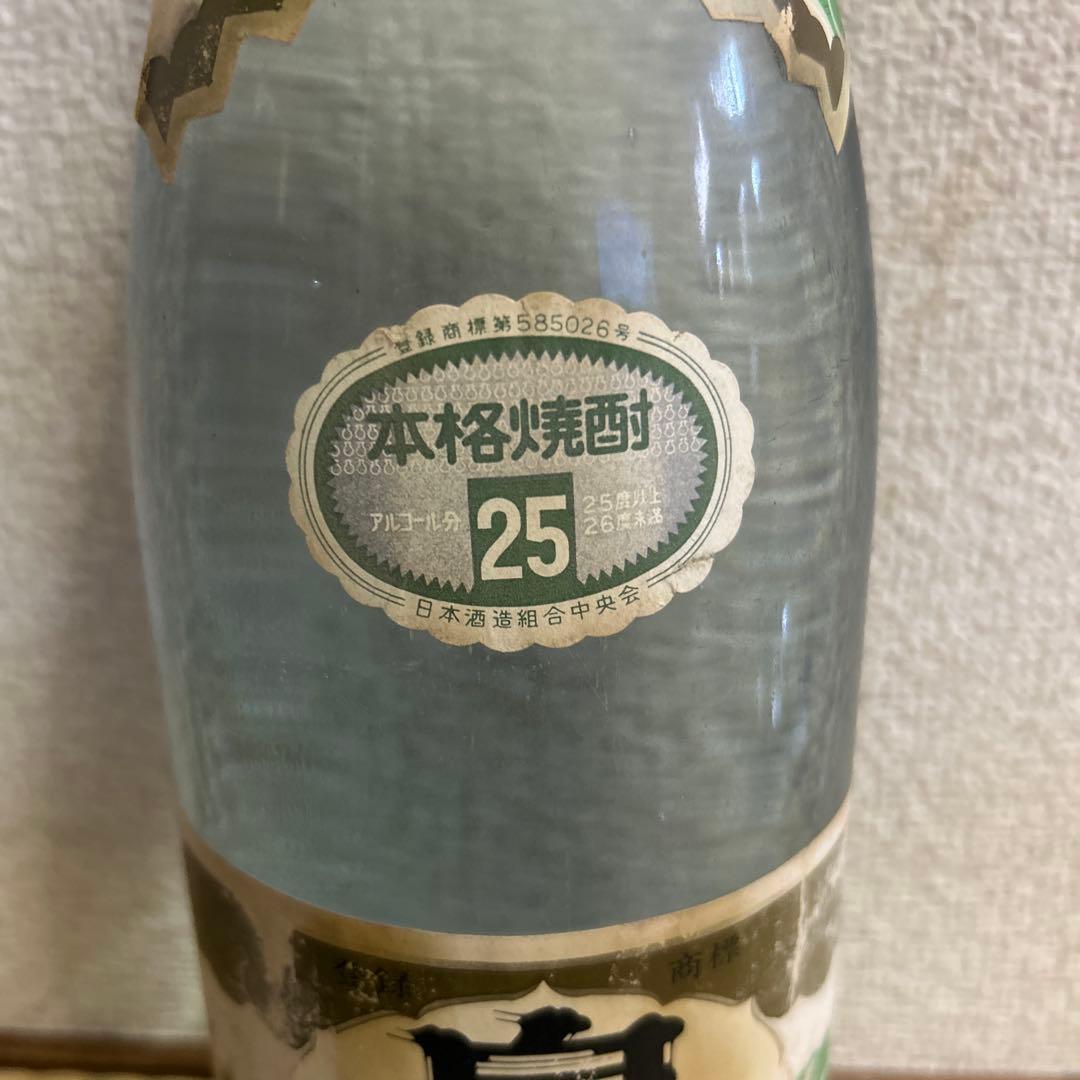 登録商標第585026号
本格焼酎
アルコール分 25 25度以上
26度未満
日本酒造組合中央会
登録 商標